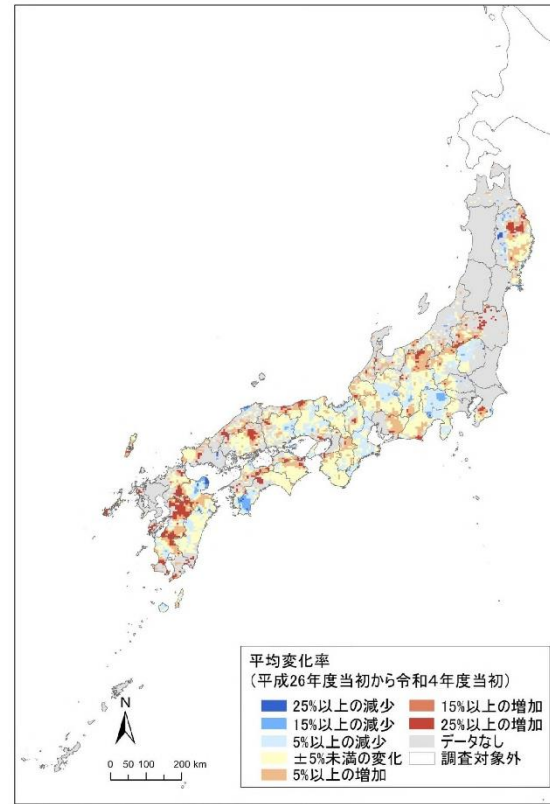 平均変化率
(平成26年度当初から令和4年度当初)
25%以上の減少
15%以上の減少
5%以上の減少
±5%未満の変化
5%以上の増加
15%以上の増加
25%以上の増加
データなし
調査対象外
N
0 50 100 200 km